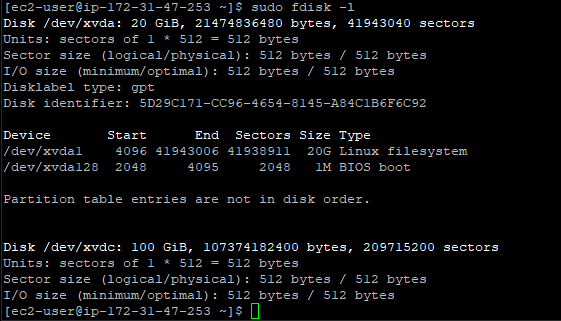 [ec2-user@ip-172-31-47-253 ~]$ sudo fdisk -l
Disk /dev/xvda: 20 GiB, 21474836480 bytes, 41943040 sectors
Units: sectors of 1 * 512 = 512 bytes
Sector size (logical/physical): 512 bytes / 512 bytes
I/O size (minimum/optimal): 512 bytes / 512 bytes
Disklabel type: gpt
Disk identifier: 5D29C171-CC96-4654-8145-A84C1B6F6C92
Device Start End Sectors Size Type
/dev/xvda1 4096 41943006 41938911 20G Linux filesystem
/dev/xvda128 2048 4095 2048 1M BIOS boot
Partition table entries are not in disk order.
Disk /dev/xvdc: 100 GiB, 107374182400 bytes, 209715200 sectors
Units: sectors of 1 * 512 = 512 bytes
Sector size (logical/physical): 512 bytes / 512 bytes
I/O size (minimum/optimal): 512 bytes / 512 bytes
[ec2-user@ip-172-31-47-253 ~]$